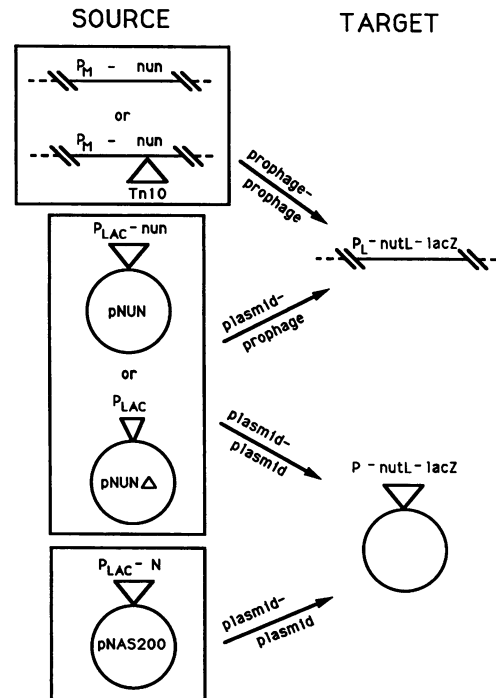 SOURCE TARGET
P_M - nun
or
P_M - nun
Tn10
prophage-
prophage
P_L-nutL-lacZ
P_LAC-nun
pNUN
plasmid-
prophage
or
P_LAC
pNUN△
plasmid-
plasmid
P-nutL-lacZ
P_LAC- N
pNAS200
plasmid-
plasmid